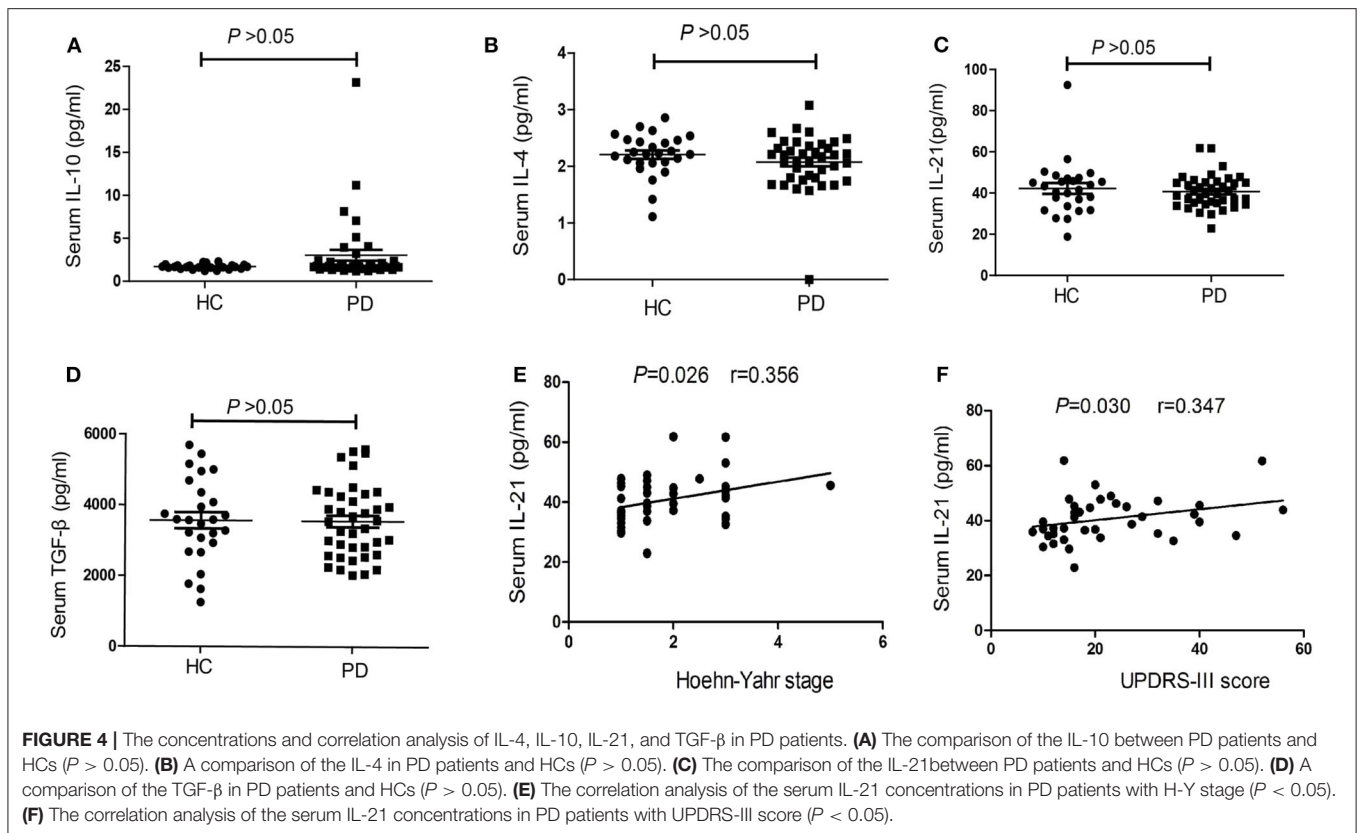 A
P >0.05
Serum IL-10 (pg/ml)
25
20
15
10
5
0
HC
PD
B
P >0.05
Serum IL-4 (pg/ml)
4
3
2
1
0
HC
PD
C
P >0.05
Serum IL-21(pg/ml)
100
80
60
40
20
0
HC
PD
D
P >0.05
Serum TGF-β (pg/ml)
6000
4000
2000
0
HC
PD
E
P=0.026 r=0.356
Serum IL-21 (pg/ml)
80
60
40
20
0
0 2 4 6
Hoehn-Yahr stage
F
P=0.030 r=0.347
Serum IL-21 (pg/ml)
80
60
40
20
0
0 20 40 60
UPDRS-III score
FIGURE 4 | The concentrations and correlation analysis of IL-4, IL-10, IL-21, and TGF-β in PD patients. (A) The comparison of the IL-10 between PD patients and
HCs (P > 0.05). (B) A comparison of the IL-4 in PD patients and HCs (P > 0.05). (C) The comparison of the IL-21between PD patients and HCs (P > 0.05). (D) A
comparison of the TGF-β in PD patients and HCs (P > 0.05). (E) The correlation analysis of the serum IL-21 concentrations in PD patients with H-Y stage (P < 0.05).
(F) The correlation analysis of the serum IL-21 concentrations in PD patients with UPDRS-III score (P < 0.05).